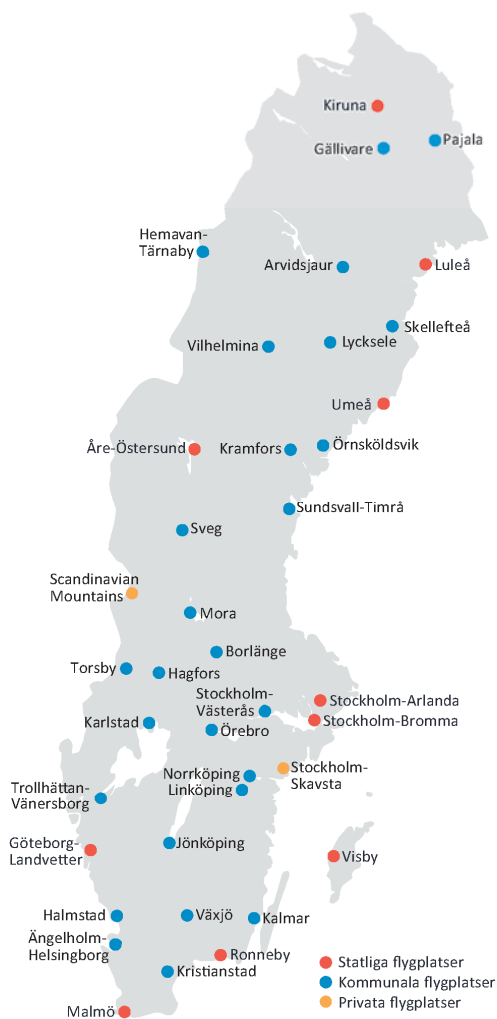 Kiruna
Pajala
Gällivare
Hemavan-
Tärnaby
Arvidsjaur
Luleå
Skellefteå
Vilhelmina
Lycksele
Umeå
Åre-Östersund
Kramfors
Örnsköldsvik
Sundsvall-Timrå
Sveg
Scandinavian
Mountains
Mora
Borlänge
Torsby
Hagfors
Stockholm-
Västerås
Stockholm-Arlanda
Stockholm-Bromma
Karlstad
Örebro
Stockholm-
Skavsta
Norrköping
Linköping
Trollhättan-
Vänersborg
Göteborg-
Landvetter
Jönköping
Visby
Halmstad
Växjö
Kalmar
Ängelholm-
Helsingborg
Ronneby
Kristianstad
Malmö
Statliga flygplatser
Kommunala flygplatser
Privata flygplatser